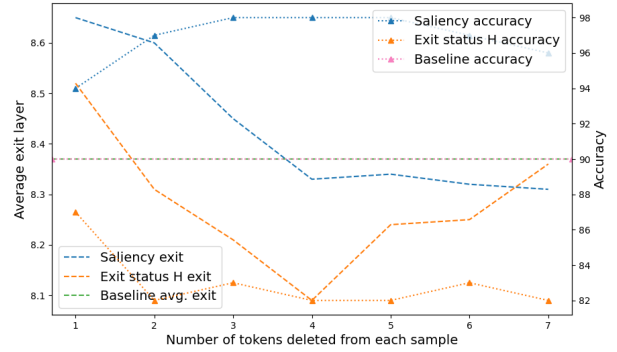 Saliency accuracy
Exit status H accuracy
Baseline accuracy
8.6
8.5
8.4
8.3
8.2
8.1
Average exit layer
98
96
94
92
90
88
86
84
82
Accuracy
Saliency exit
Exit status H exit
Baseline avg. exit
1 2 3 4 5 6 7
Number of tokens deleted from each sample